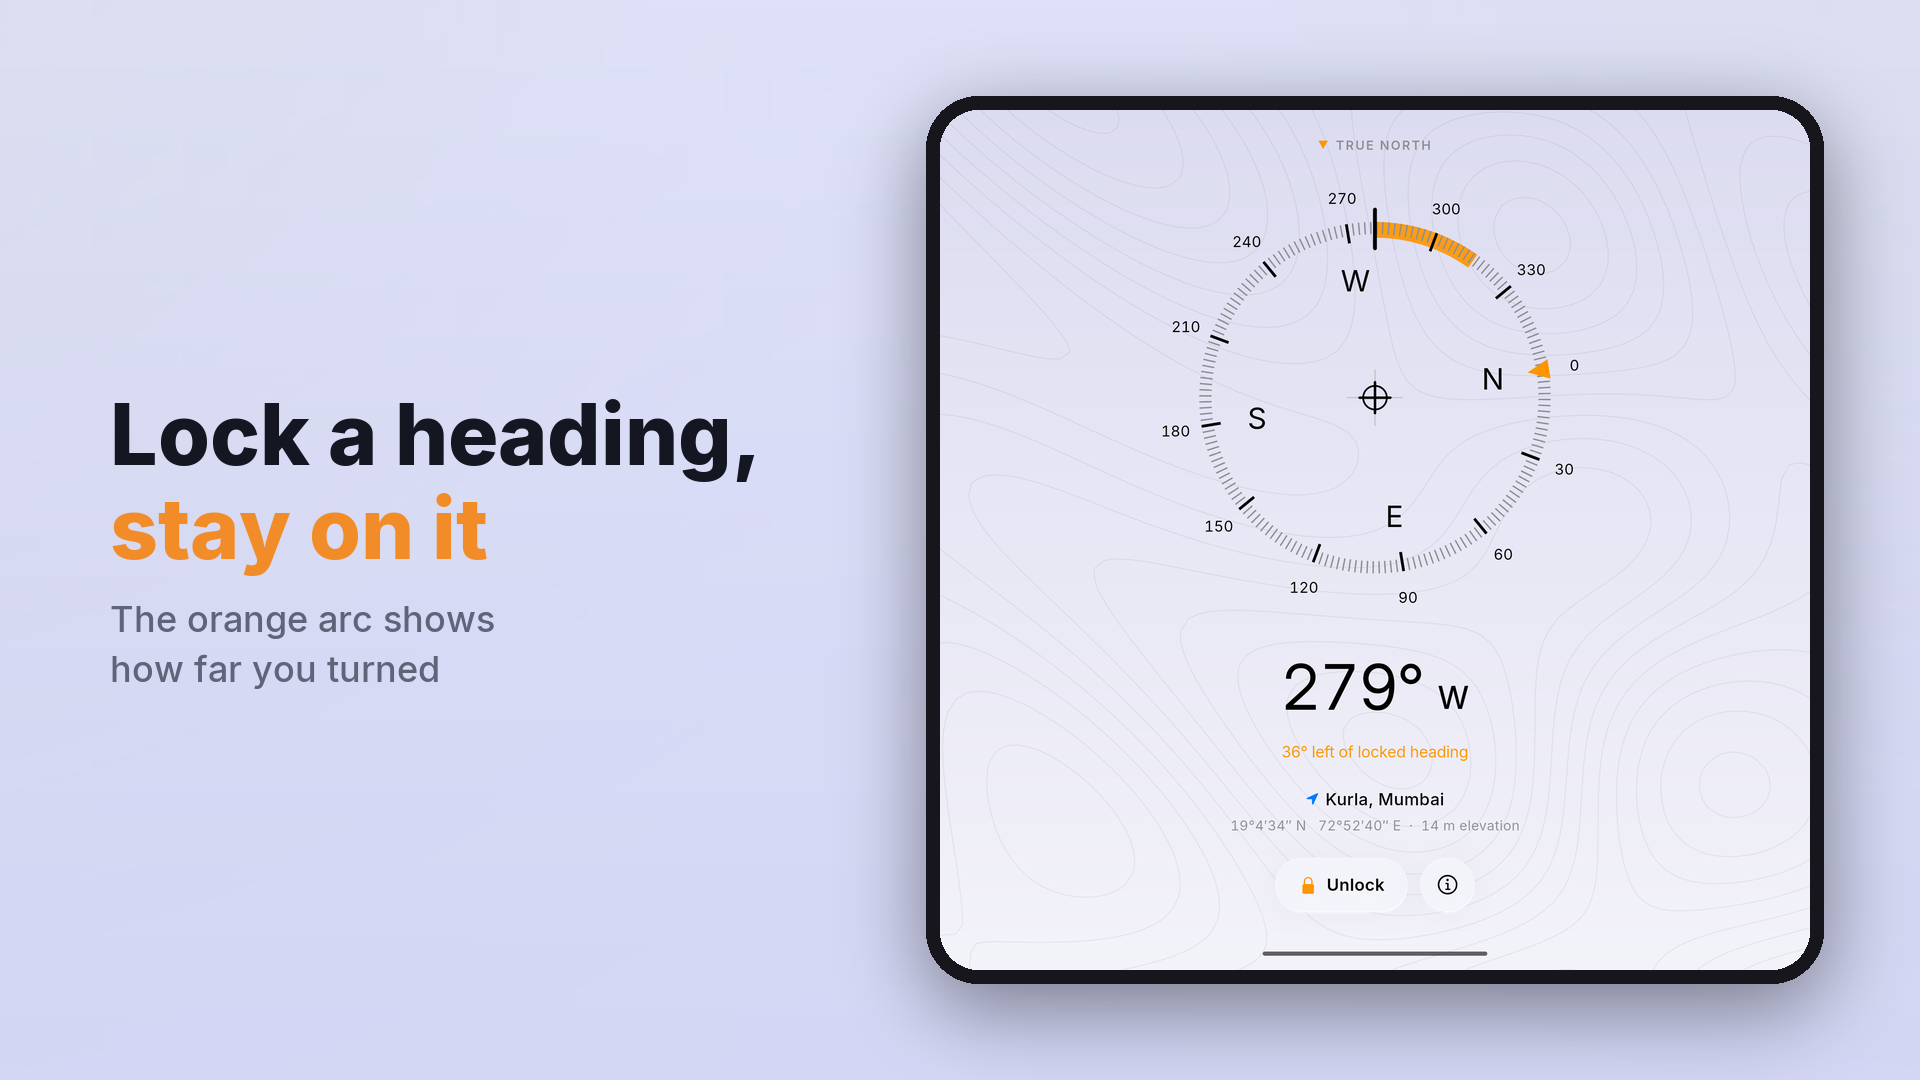 Lock a heading,
stay on it
The orange arc shows
how far you turned
TRUE NORTH
270
300
240
330
W
210
0
N
S
180
30
E
150
60
120
90
279° W
36° left of locked heading
Kurla, Mumbai
19°4′34″ N 72°52′40″ E · 14 m elevation
Unlock